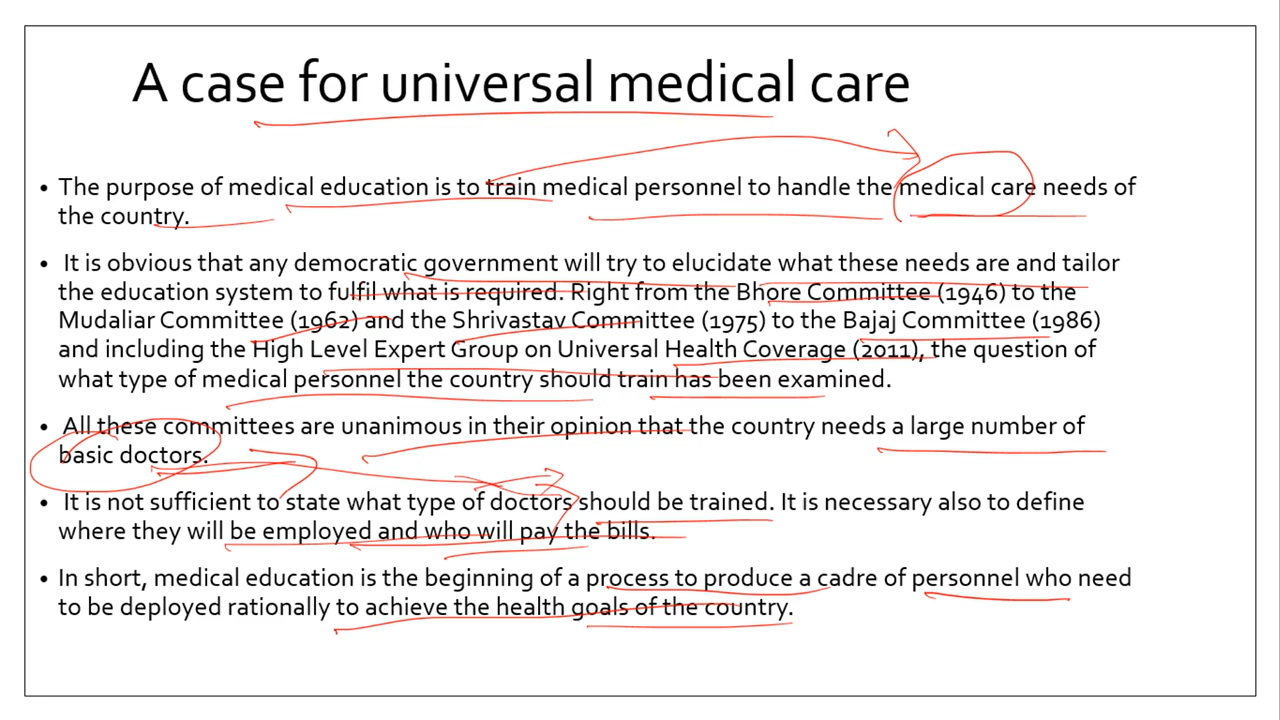 A case for universal medical care
• The purpose of medical education is to train medical personnel to handle the medical care needs of
the country.
• It is obvious that any democratic government will try to elucidate what these needs are and tailor
the education system to fulfil what is required. Right from the Bhore Committee (1946) to the
Mudaliar Committee (1962) and the Shrivastav Committee (1975) to the Bajaj Committee (1986)
and including the High Level Expert Group on Universal Health Coverage (2011), the question of
what type of medical personnel the country should train has been examined.
• All these committees are unanimous in their opinion that the country needs a large number of
basic doctors.
• It is not sufficient to state what type of doctors should be trained. It is necessary also to define
where they will be employed and who will pay the bills.
• In short, medical education is the beginning of a process to produce a cadre of personnel who need
to be deployed rationally to achieve the health goals of the country.